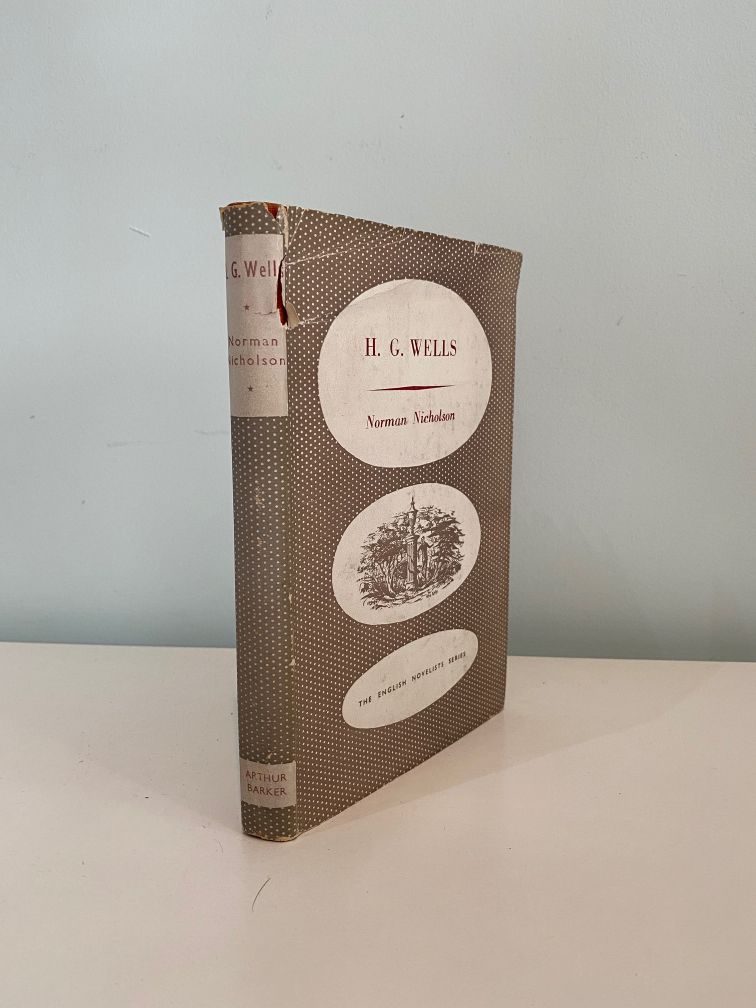 . G. Wells
Norman
Nicholson
ARTHUR
BARKER
H. G. WELLS
Norman Nicholson
THE ENGLISH NOVELISTS SERIES